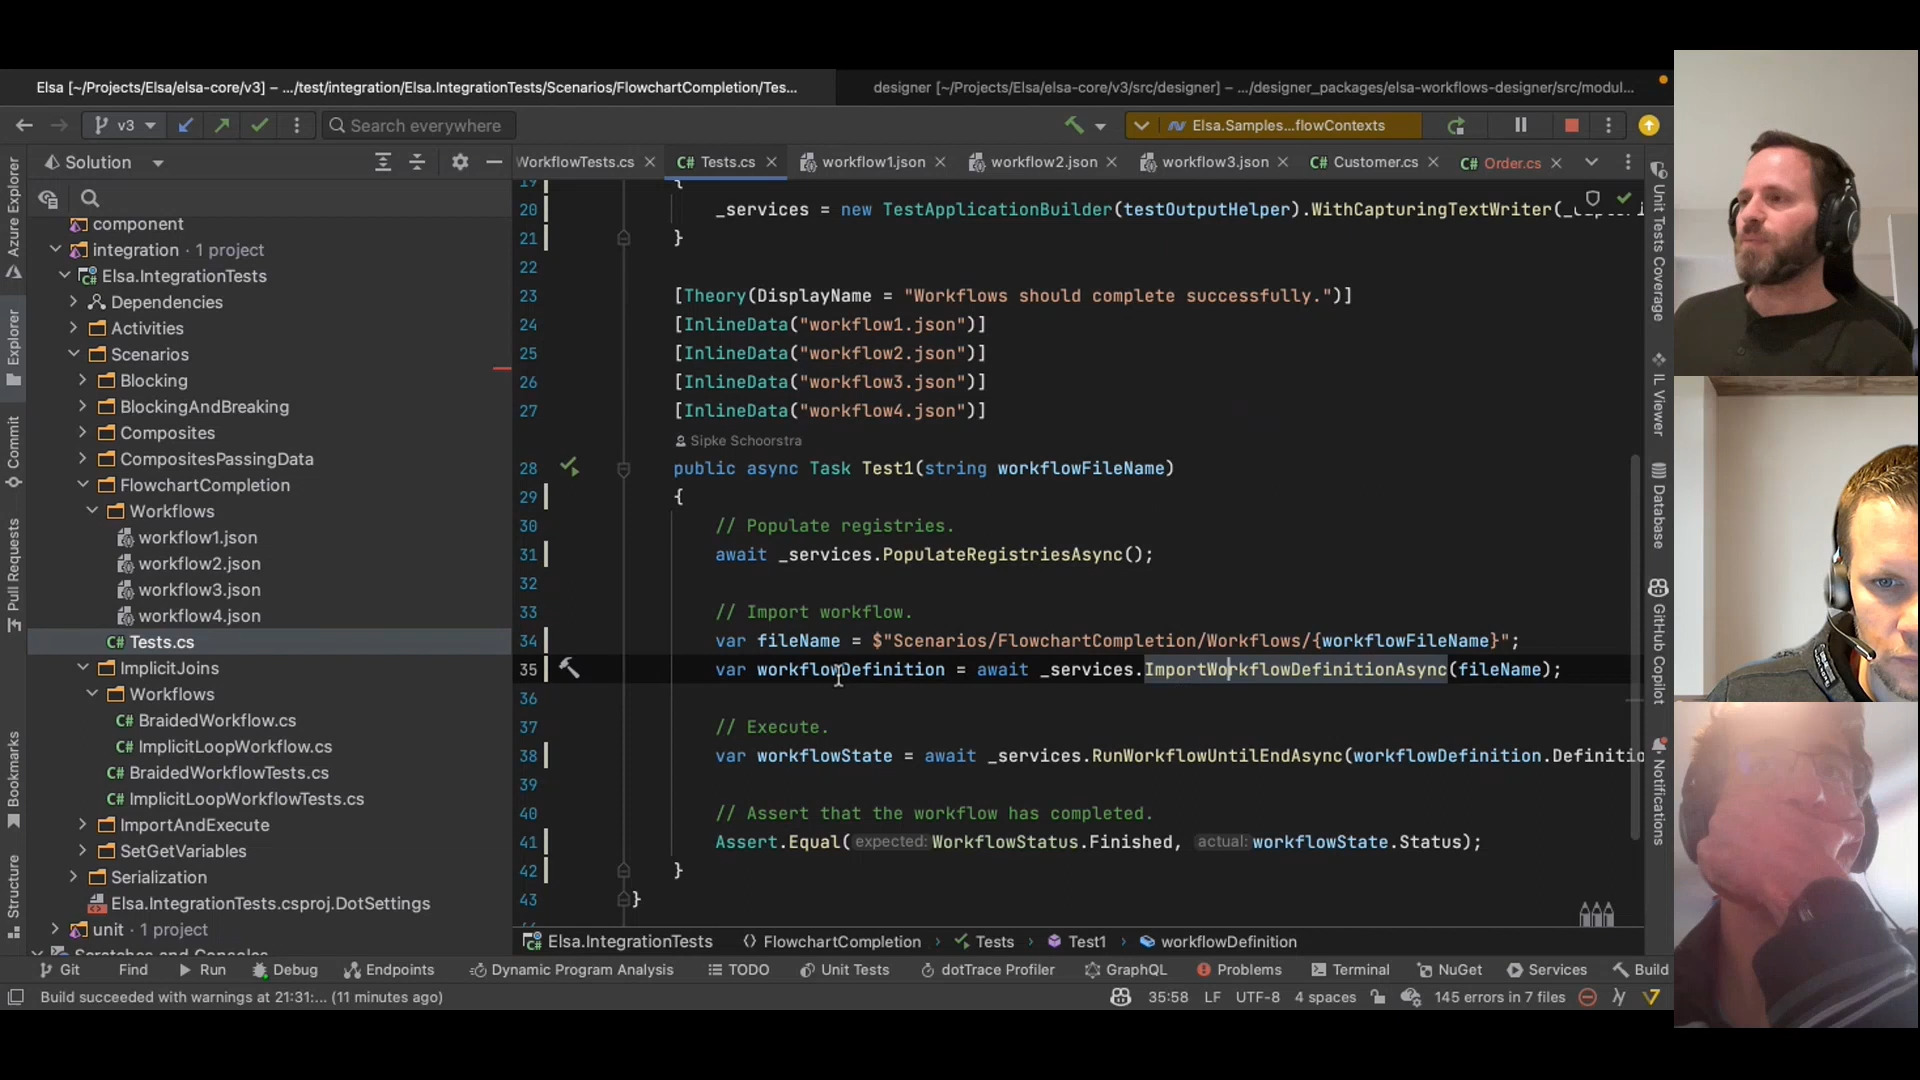 Elsa [~/Projects/Elsa/elsa-core/v3] – .../test/integration/Elsa.IntegrationTests/Scenarios/FlowchartCompletion/Tes...
designer [~/Projects/Elsa/elsa-core/v3/src/designer] – .../designer_packages/elsa-workflows-designer/src/modul...
v3
Search everywhere
Elsa.Samples...flowContexts
Solution
WorkflowTests.cs
C# Tests.cs
workflow1.json
workflow2.json
workflow3.json
C# Customer.cs
C# Order.cs
Azure Explorer
Explorer
Commit
Pull Requests
Bookmarks
Structure
component
integration · 1 project
Elsa.IntegrationTests
Dependencies
Activities
Scenarios
Blocking
BlockingAndBreaking
Composites
CompositesPassingData
FlowchartCompletion
Workflows
workflow1.json
workflow2.json
workflow3.json
workflow4.json
C# Tests.cs
ImplicitJoins
Workflows
C# BraidedWorkflow.cs
C# ImplicitLoopWorkflow.cs
C# BraidedWorkflowTests.cs
C# ImplicitLoopWorkflowTests.cs
ImportAndExecute
SetGetVariables
Serialization
Elsa.IntegrationTests.csproj.DotSettings
unit · 1 project
Scratches and Consoles
19 {
20 _services = new TestApplicationBuilder(testOutputHelper).WithCapturingTextWriter(
21 }
22
23 [Theory(DisplayName = "Workflows should complete successfully.")]
24 [InlineData("workflow1.json")]
25 [InlineData("workflow2.json")]
26 [InlineData("workflow3.json")]
27 [InlineData("workflow4.json")]
Sipke Schoorstra
28 public async Task Test1(string workflowFileName)
29 {
30 // Populate registries.
31 await _services.PopulateRegistriesAsync();
32
33 // Import workflow.
34 var fileName = $"Scenarios/FlowchartCompletion/Workflows/{workflowFileName}";
35 var workflowDefinition = await _services.ImportWorkflowDefinitionAsync(fileName);
36
37 // Execute.
38 var workflowState = await _services.RunWorkflowUntilEndAsync(workflowDefinition.Definitio
39
40 // Assert that the workflow has completed.
41 Assert.Equal(expected: WorkflowStatus.Finished, actual: workflowState.Status);
42 }
43 }
Unit Tests Coverage
IL Viewer
Database
GitHub Copilot
Notifications
Elsa.IntegrationTests
FlowchartCompletion › Tests › Test1 › workflowDefinition
Git
Find
Run
Debug
Endpoints
Dynamic Program Analysis
TODO
Unit Tests
dotTrace Profiler
GraphQL
Problems
Terminal
NuGet
Services
Build
Build succeeded with warnings at 21:31:... (11 minutes ago)
35:58
LF
UTF-8
4 spaces
145 errors in 7 files